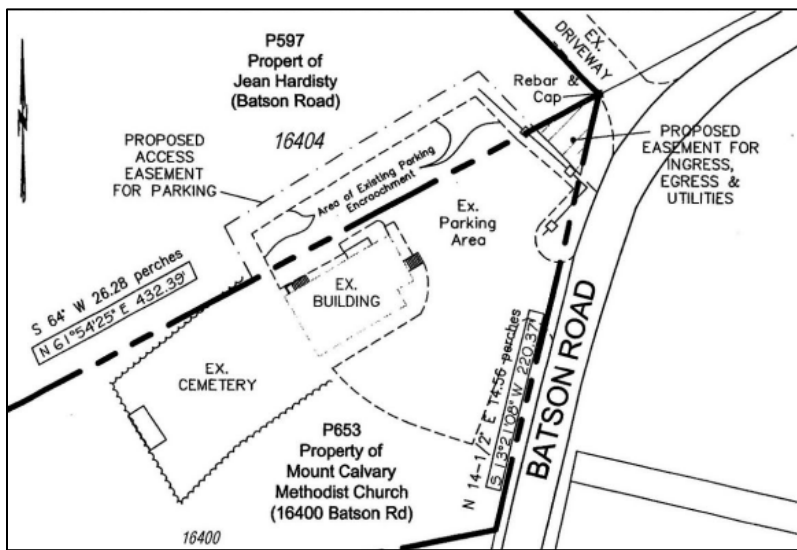 P597
Propert of
Jean Hardisty
(Batson Road)
16404
EX.
DRIVEWAY
Rebar &
Cap
N
PROPOSED
ACCESS
EASEMENT
FOR PARKING
Area of Existing Parking
Encroachment
PROPOSED
EASEMENT FOR
INGRESS,
EGRESS &
UTILITIES
Ex.
Parking
Area
EX.
BUILDING
S 64° W 26.28 perches
N 61°54'25" E 432.39'
EX.
CEMETERY
N 14-1/2° E 14.56 perches
S 13°21'08" W 220.37'
BATSON ROAD
P653
Property of
Mount Calvary
Methodist Church
(16400 Batson Rd)
16400